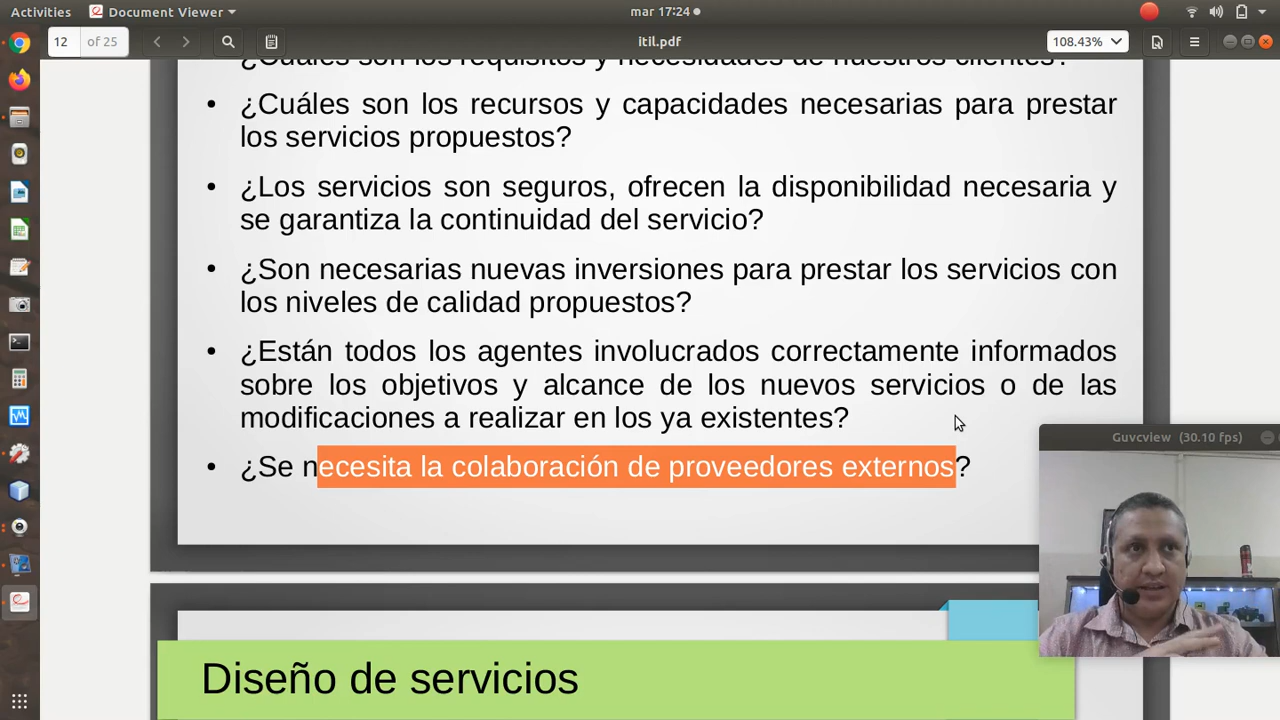 Activities
Document Viewer
mar 17:24
12
of 25
itil.pdf
108.43%
¿Cuáles son los requisitos y necesidades de nuestros clientes?
• ¿Cuáles son los recursos y capacidades necesarias para prestar
los servicios propuestos?
• ¿Los servicios son seguros, ofrecen la disponibilidad necesaria y
se garantiza la continuidad del servicio?
• ¿Son necesarias nuevas inversiones para prestar los servicios con
los niveles de calidad propuestos?
• ¿Están todos los agentes involucrados correctamente informados
sobre los objetivos y alcance de los nuevos servicios o de las
modificaciones a realizar en los ya existentes?
• ¿Se necesita la colaboración de proveedores externos?
Guvcview (30.10 fps)
Diseño de servicios